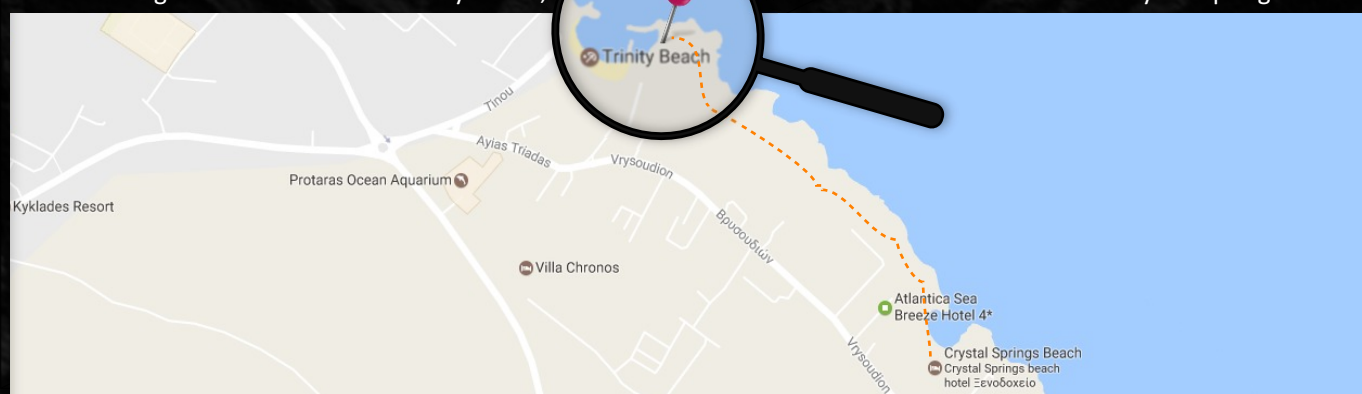 Trinity Beach
Tinou
Ayias Triadas
Vrysoudion
Protaras Ocean Aquarium
Kyklades Resort
Βρυσουδιών
Villa Chronos
Atlantica Sea
Breeze Hotel 4*
Vrysoudion
Crystal Springs Beach
Crystal Springs beach
hotel Ξενοδοχείο